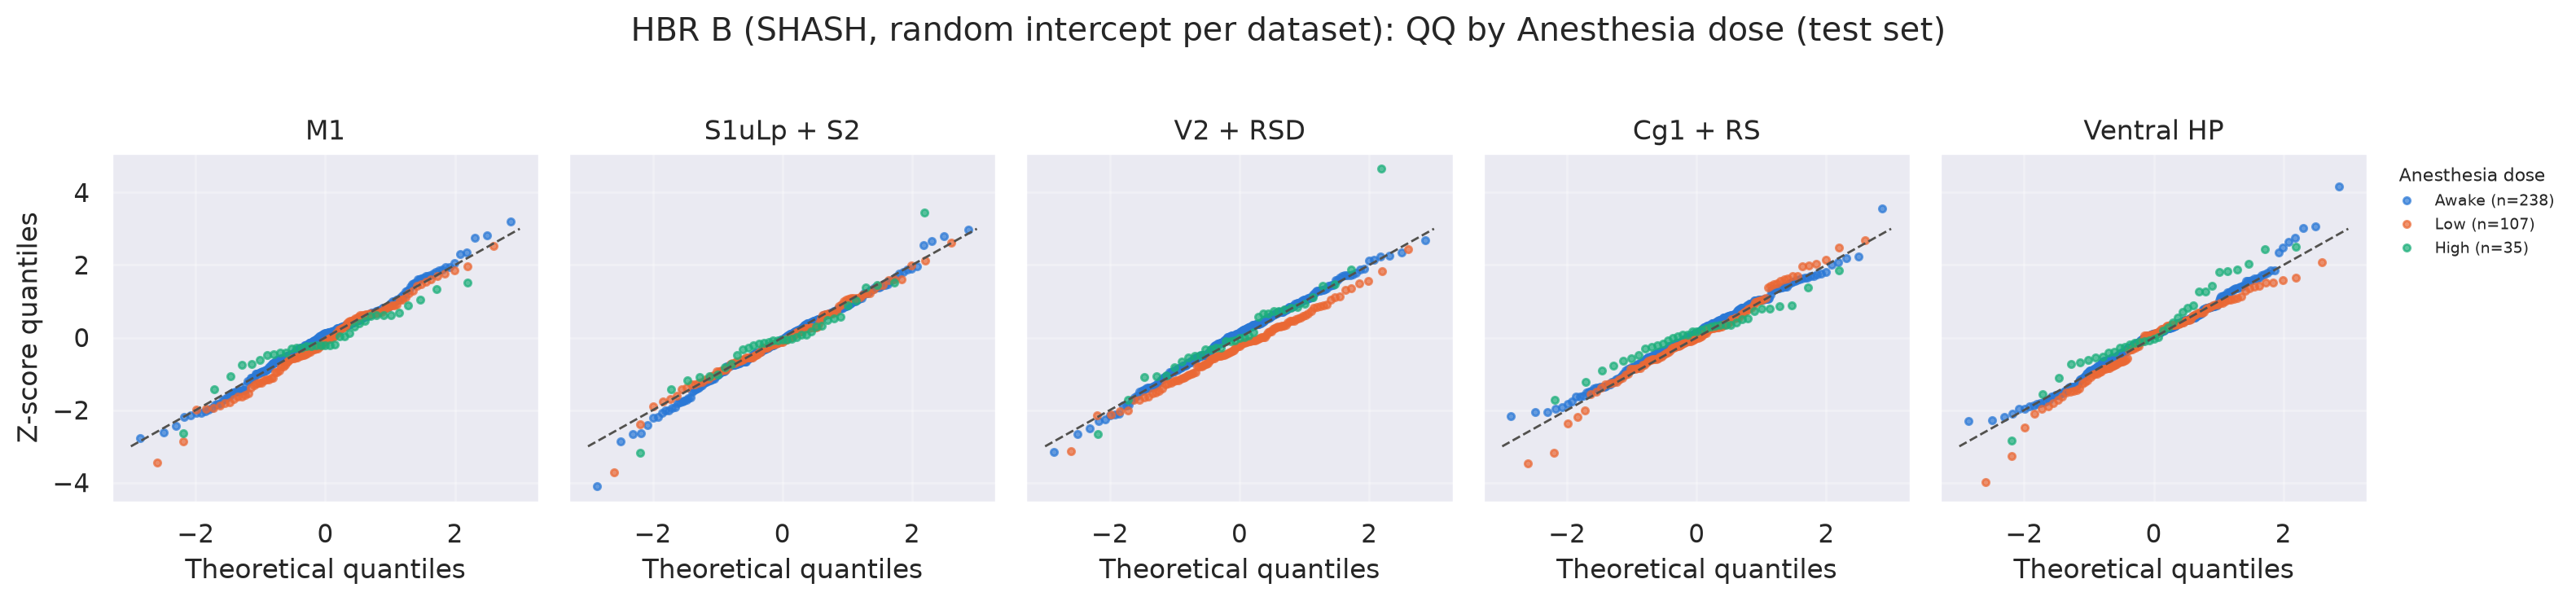 HBR B (SHASH, random intercept per dataset): QQ by Anesthesia dose (test set)
M1
S1uLp + S2
V2 + RSD
Cg1 + RS
Ventral HP
Z-score quantiles
4
2
0
−2
−4
−2 0 2
−2 0 2
−2 0 2
−2 0 2
−2 0 2
Theoretical quantiles
Theoretical quantiles
Theoretical quantiles
Theoretical quantiles
Theoretical quantiles
Anesthesia dose
Awake (n=238)
Low (n=107)
High (n=35)